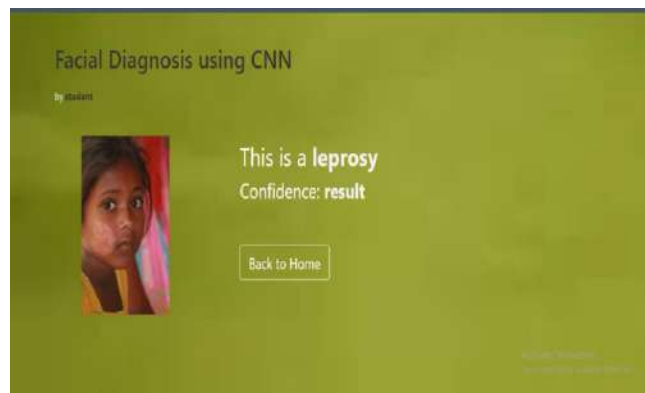 Facial Diagnosis using CNN
by student
This is a leprosy
Confidence: result
Back to Home